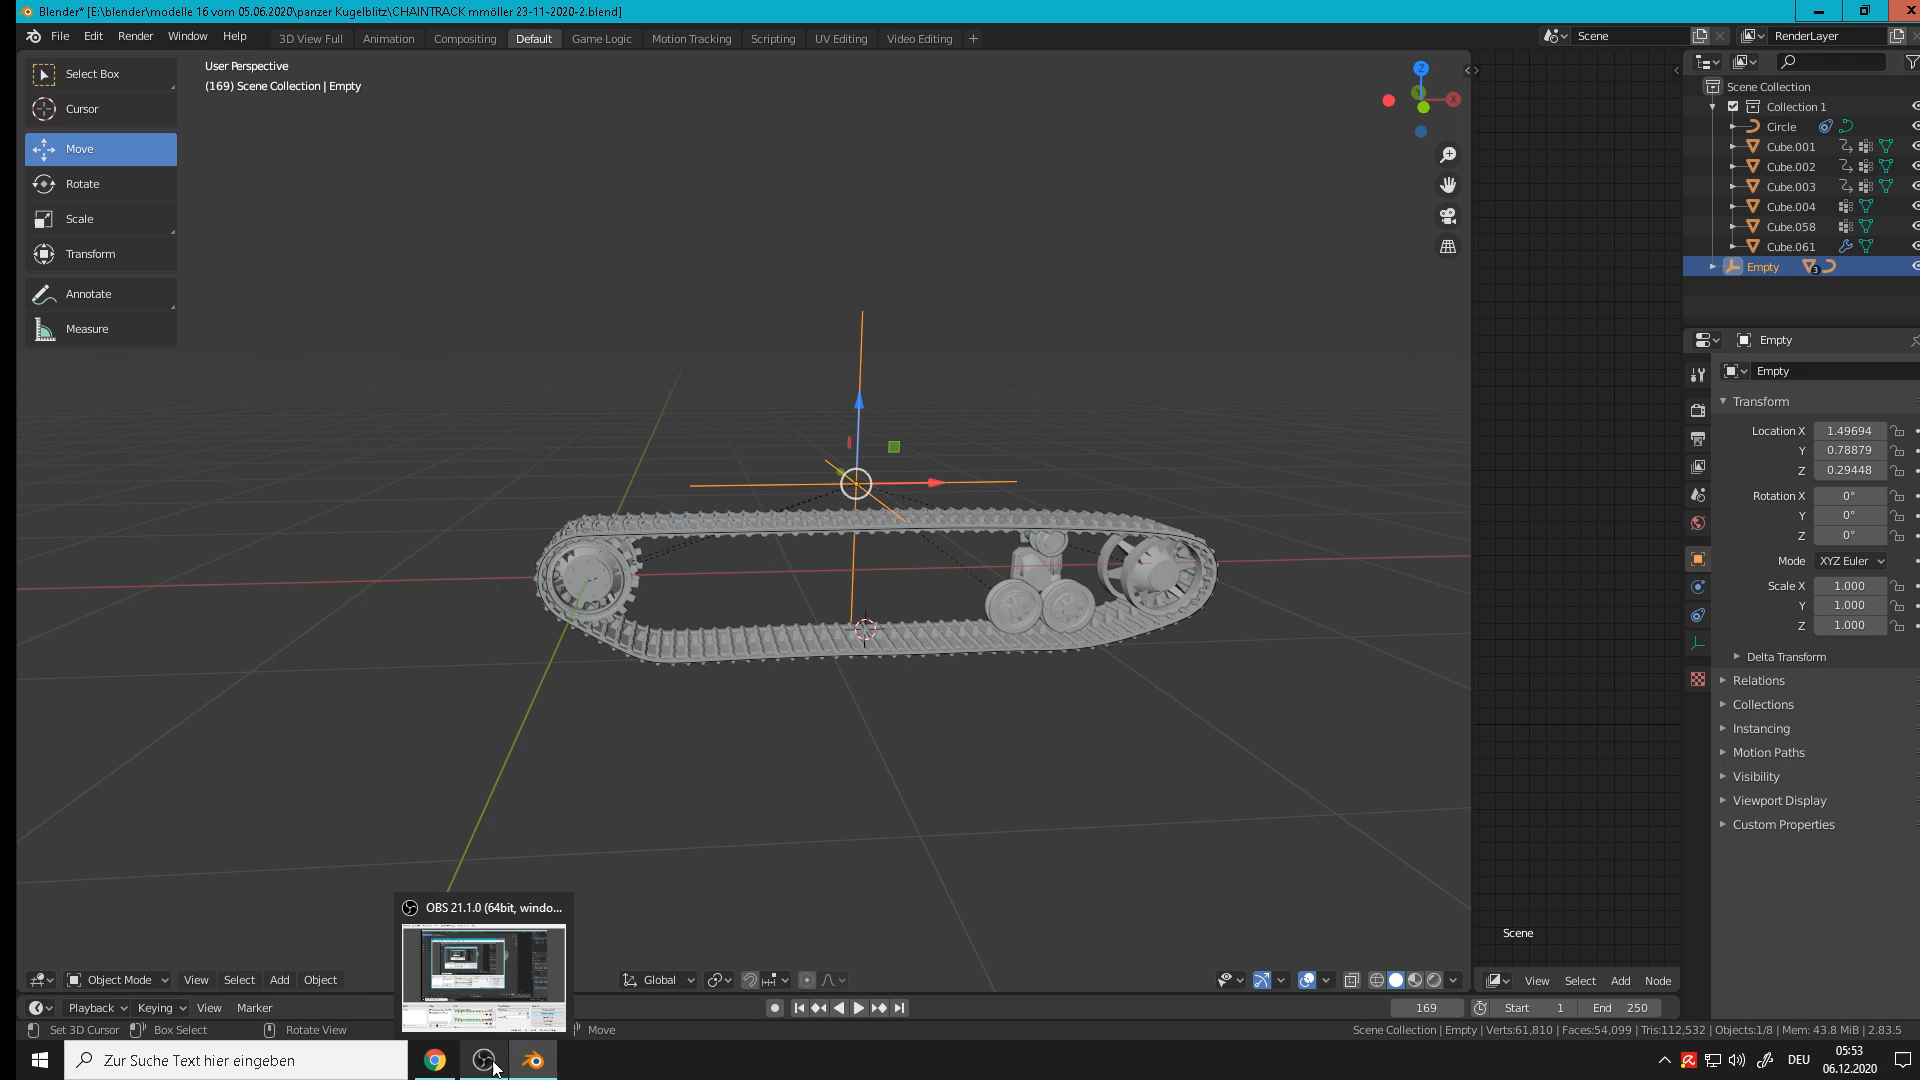 Blender* [E:\blender\modelle 16 vom 05.06.2020\panzer Kugelblitz\CHAINTRACK mmöller 23-11-2020-2.blend]
File Edit Render Window Help
3D View Full Animation Compositing Default Game Logic Motion Tracking Scripting UV Editing Video Editing +
Scene
RenderLayer
Select Box
Cursor
Move
Rotate
Scale
Transform
Annotate
Measure
User Perspective
(169) Scene Collection | Empty
Z
X
Scene Collection
Collection 1
Circle
Cube.001
Cube.002
Cube.003
Cube.004
Cube.058
Cube.061
Empty
3
Empty
Empty
Transform
Location X 1.49694
Y 0.78879
Z 0.29448
Rotation X 0°
Y 0°
Z 0°
Mode XYZ Euler
Scale X 1.000
Y 1.000
Z 1.000
Delta Transform
Relations
Collections
Instancing
Motion Paths
Visibility
Viewport Display
Custom Properties
Scene
OBS 21.1.0 (64bit, windo...
Object Mode View Select Add Object
Global
View Select Add Node
Playback Keying View Marker
169 Start 1 End 250
Set 3D Cursor Box Select Rotate View Move
Scene Collection | Empty | Verts:61,810 | Faces:54,099 | Tris:112,532 | Objects:1/8 | Mem: 43.8 MiB | 2.83.5
Zur Suche Text hier eingeben
DEU
05:53
06.12.2020